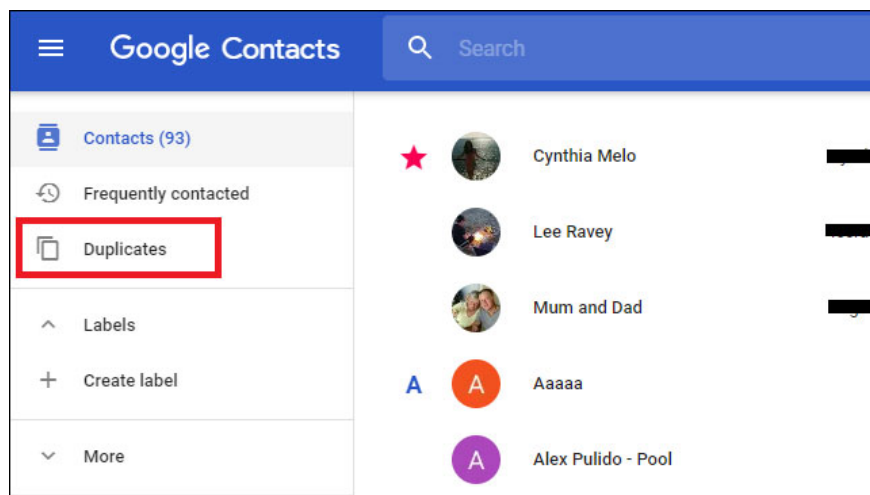 Google Contacts
Search
Contacts (93)
Frequently contacted
Duplicates
Labels
Create label
More
Cynthia Melo
Lee Ravey
Mum and Dad
A
A
Aaaaa
A
Alex Pulido - Pool